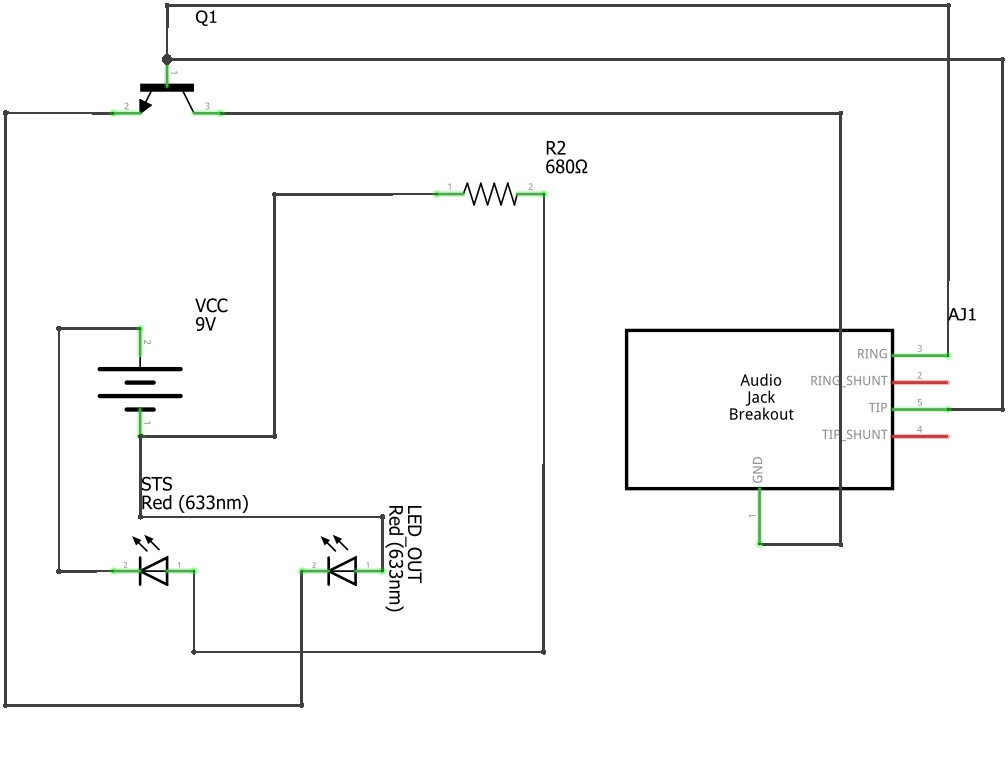 Q1
1
2
3
R2
680Ω
1
2
VCC
9V
2
1
AJ1
Audio
Jack
Breakout
RING
3
RING_SHUNT
2
TIP
5
TIP_SHUNT
4
GND
1
STS
Red (633nm)
2
1
LED_OUT
Red (633nm)
2
1